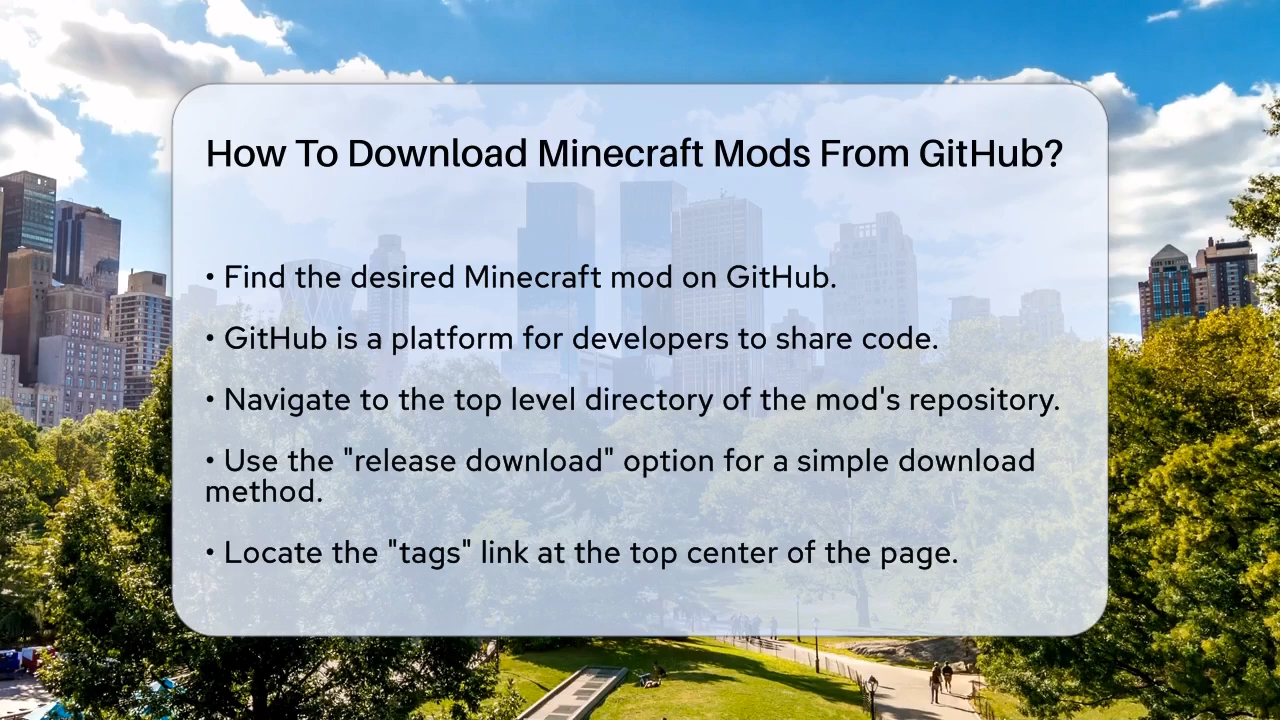 How To Download Minecraft Mods From GitHub?
• Find the desired Minecraft mod on GitHub.
• GitHub is a platform for developers to share code.
• Navigate to the top level directory of the mod's repository.
• Use the "release download" option for a simple download
method.
• Locate the "tags" link at the top center of the page.